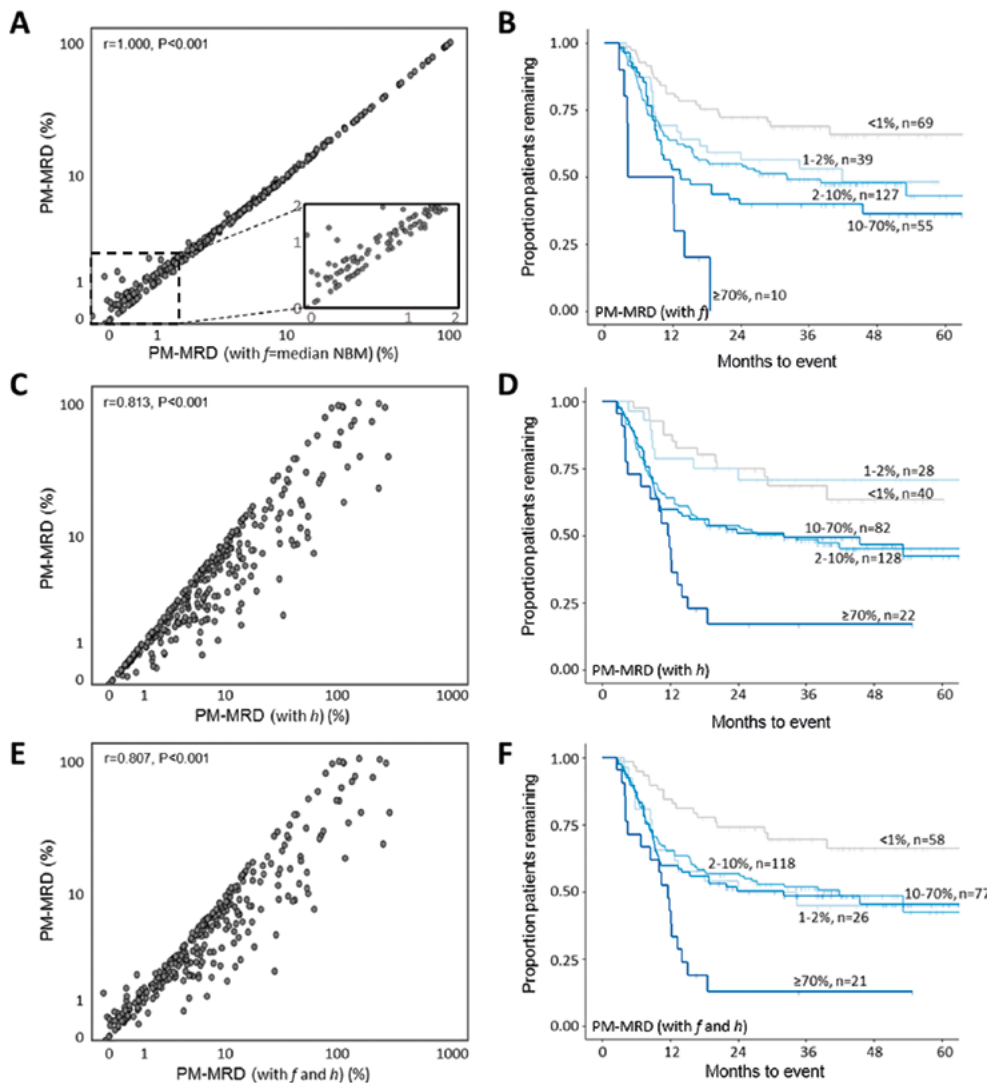 A
r=1.000, P<0.001
PM-MRD (%)
100
10
1
0
2
1
0
0
1
2
0
1
10
100
PM-MRD (with f=median NBM) (%)
B
Proportion patients remaining
1.00
0.75
0.50
0.25
0.00
<1%, n=69
1-2%, n=39
2-10%, n=127
10-70%, n=55
≥70%, n=10
PM-MRD (with f)
0
12
24
36
48
60
Months to event
C
r=0.813, P<0.001
PM-MRD (%)
100
10
1
0
0
1
10
100
1000
PM-MRD (with h) (%)
D
Proportion patients remaining
1.00
0.75
0.50
0.25
0.00
1-2%, n=28
<1%, n=40
10-70%, n=82
2-10%, n=128
≥70%, n=22
PM-MRD (with h)
0
12
24
36
48
60
Months to event
E
r=0.807, P<0.001
PM-MRD (%)
100
10
1
0
0
1
10
100
1000
PM-MRD (with f and h) (%)
F
Proportion patients remaining
1.00
0.75
0.50
0.25
0.00
<1%, n=58
2-10%, n=118
10-70%, n=77
1-2%, n=26
≥70%, n=21
PM-MRD (with f and h)
0
12
24
36
48
60
Months to event